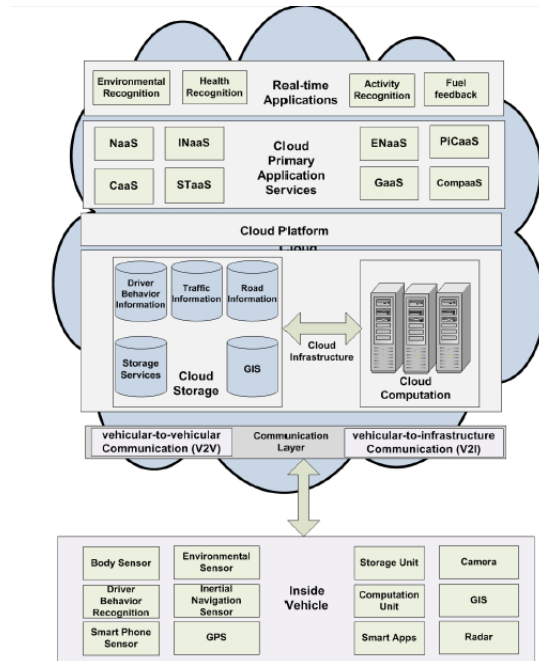 Environmental
Recognition
Health
Recognition
Real-time
Applications
Activity
Recognition
Fuel
feedback
NaaS
INaaS
Cloud
Primary
Application
Services
ENaaS
PiCaaS
CaaS
STaaS
GaaS
CompaaS
Cloud Platform
Cloud
Driver
Behavior
Information
Traffic
Information
Road
Information
Storage
Services
GIS
Cloud
Storage
Cloud
Infrastructure
Cloud
Computation
vehicular-to-vehicular
Communication (V2V)
Communication
Layer
vehicular-to-infrastructure
Communication (V2I)
Body Sensor
Environmental
Sensor
Driver
Behavior
Recognition
Inertial
Navigation
Sensor
Smart Phone
Sensor
GPS
Inside
Vehicle
Storage Unit
Camera
Computation
Unit
GIS
Smart Apps
Radar